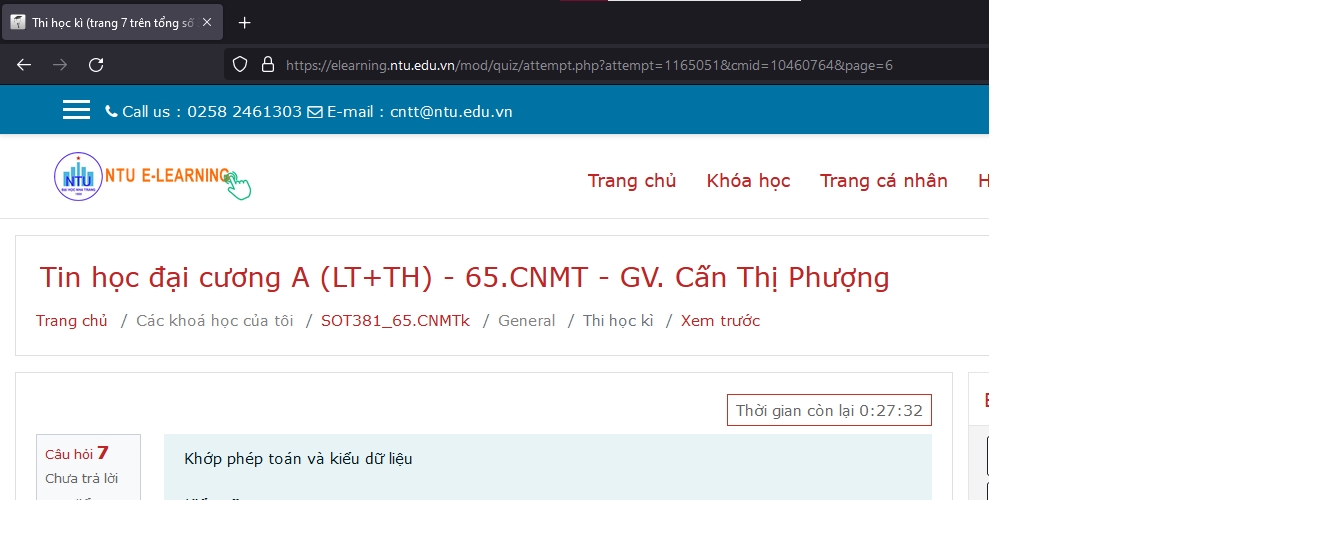 Thi học kì (trang 7 trên tổng số
https://elearning.ntu.edu.vn/mod/quiz/attempt.php?attempt=1165051&cmid=10460764&page=6
Call us : 0258 2461303 E-mail : cntt@ntu.edu.vn
NTU NTU E-LEARNING
Trang chủ Khóa học Trang cá nhân H
Tin học đại cương A (LT+TH) - 65.CNMT - GV. Cấn Thị Phượng
Trang chủ / Các khoá học của tôi / SOT381_65.CNMTk / General / Thi học kì / Xem trước
Thời gian còn lại 0:27:32
Câu hỏi 7
Chưa trả lời
Khớp phép toán và kiểu dữ liệu